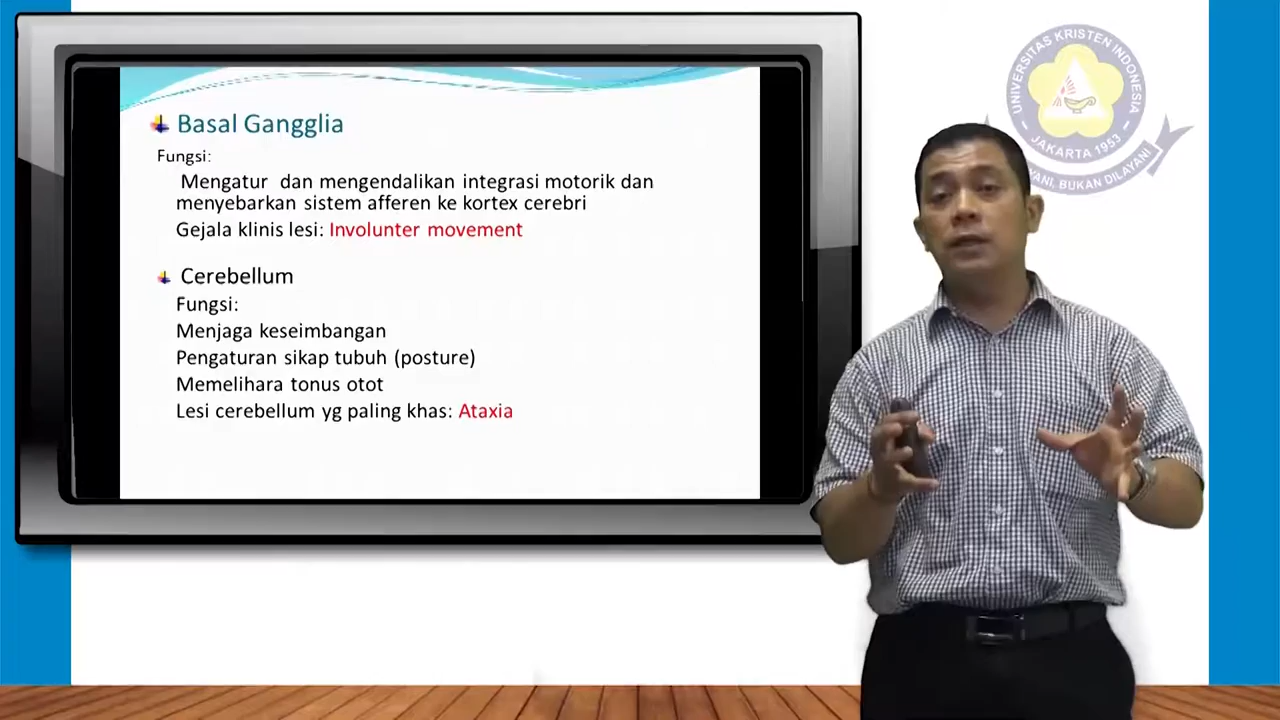 Basal Gangglia
Fungsi:
Mengatur dan mengendalikan integrasi motorik dan
menyebarkan sistem afferen ke kortex cerebri
Gejala klinis lesi: Involunter movement
Cerebellum
Fungsi:
Menjaga keseimbangan
Pengaturan sikap tubuh (posture)
Memelihara tonus otot
Lesi cerebellum yg paling khas: Ataxia
UNIVERSITAS KRISTEN INDONESIA
JAKARTA 1953
BUKAN DILAYANI